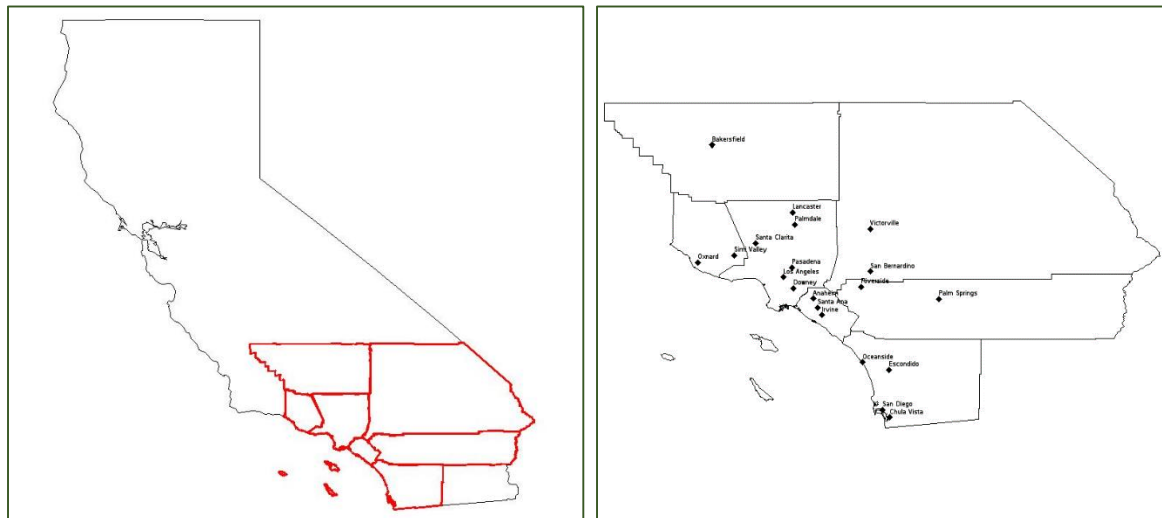 Bakersfield
Lancaster
Palmdale
Victorville
Santa Clarita
Simi Valley
Oxnard
Pasadena
San Bernardino
Los Angeles
Riverside
Downey
Palm Springs
Anaheim
Santa Ana
Irvine
Oceanside
Escondido
San Diego
Chula Vista